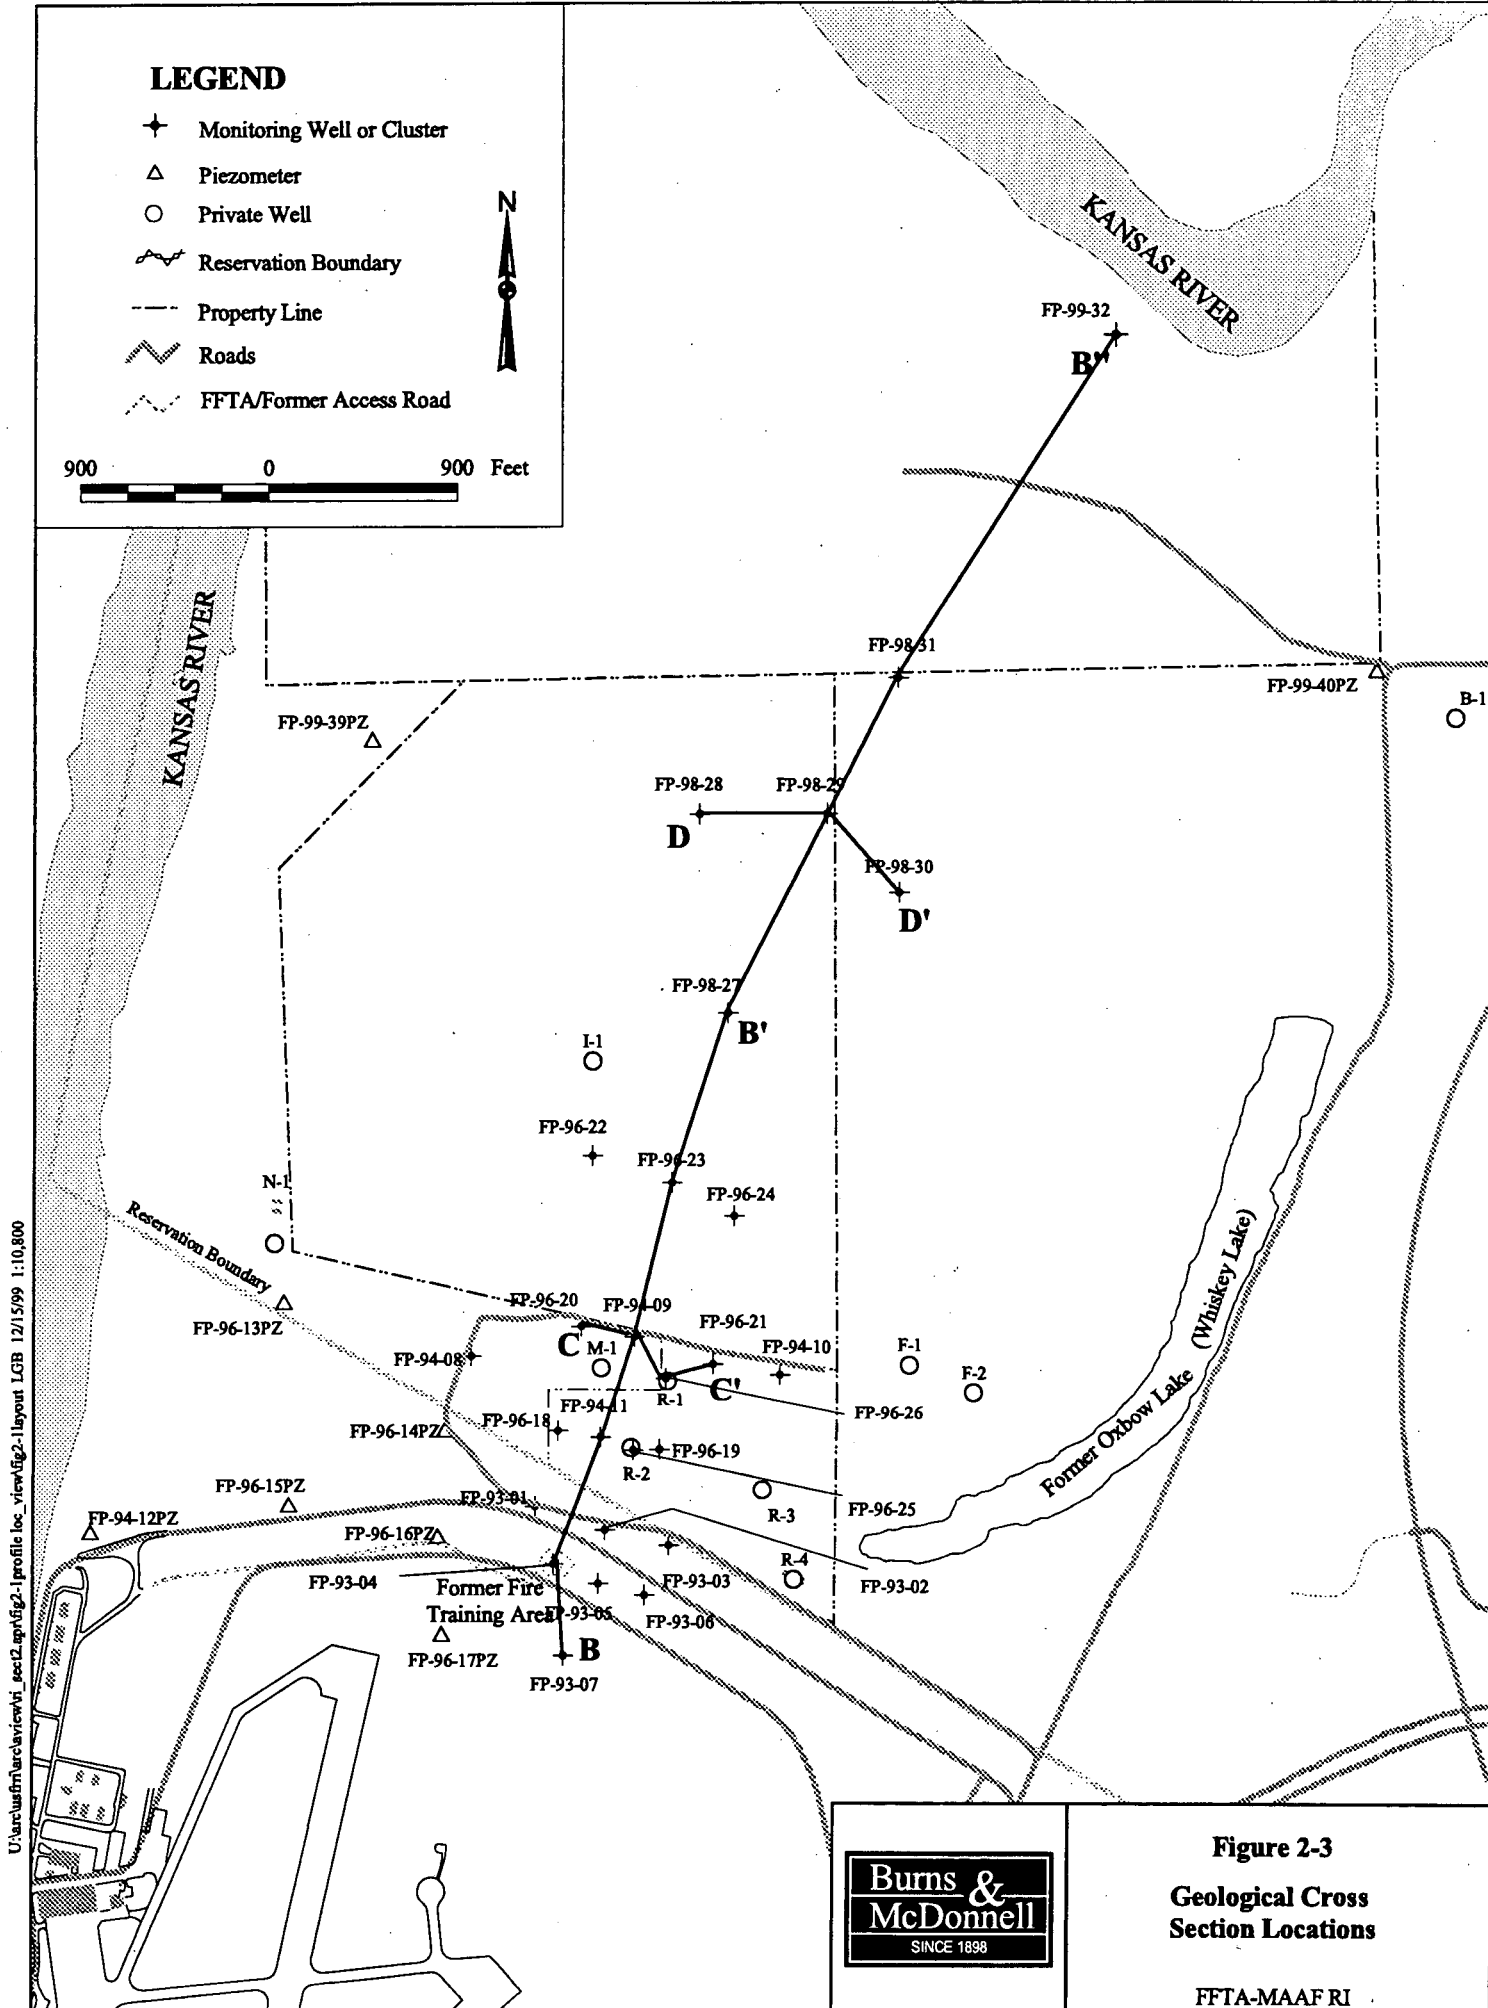 LEGEND
Monitoring Well or Cluster
Piezometer
Private Well
Reservation Boundary
Property Line
Roads
FFTA/Former Access Road
N
900 0 900 Feet
KANSAS RIVER
FP-99-32
B''
KANSAS RIVER
FP-98-31
FP-99-40PZ
B-1
FP-99-39PZ
FP-98-28
FP-98-29
D
FP-98-30
D'
FP-98-27
B'
I-1
FP-96-22
FP-96-23
FP-96-24
N-1
Reservation Boundary
FP-96-13PZ
FP-96-20
FP-94-09
FP-96-21
FP-94-10
C
M-1
FP-94-08
R-1
C'
F-1
F-2
FP-96-26
Former Oxbow Lake (Whiskey Lake)
FP-94-11
FP-96-18
FP-96-14PZ
FP-96-19
R-2
FP-96-25
R-3
FP-96-15PZ
FP-93-01
FP-94-12PZ
FP-96-16PZ
R-4
FP-93-04
FP-93-03
FP-93-02
Former Fire
Training Area
FP-93-05
FP-93-06
FP-96-17PZ
B
FP-93-07
Burns &
McDonnell
SINCE 1898
Figure 2-3
Geological Cross
Section Locations
FFTA-MAAF RI